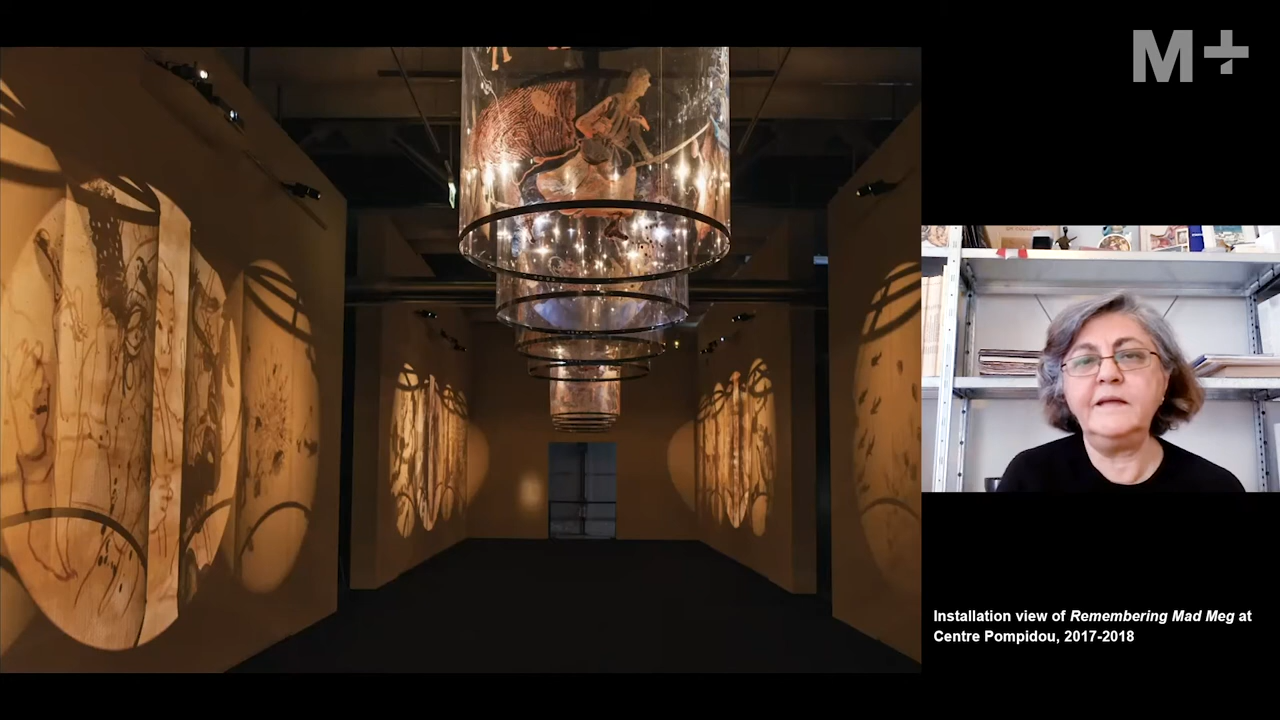 M+
Installation view of Remembering Mad Meg at
Centre Pompidou, 2017-2018